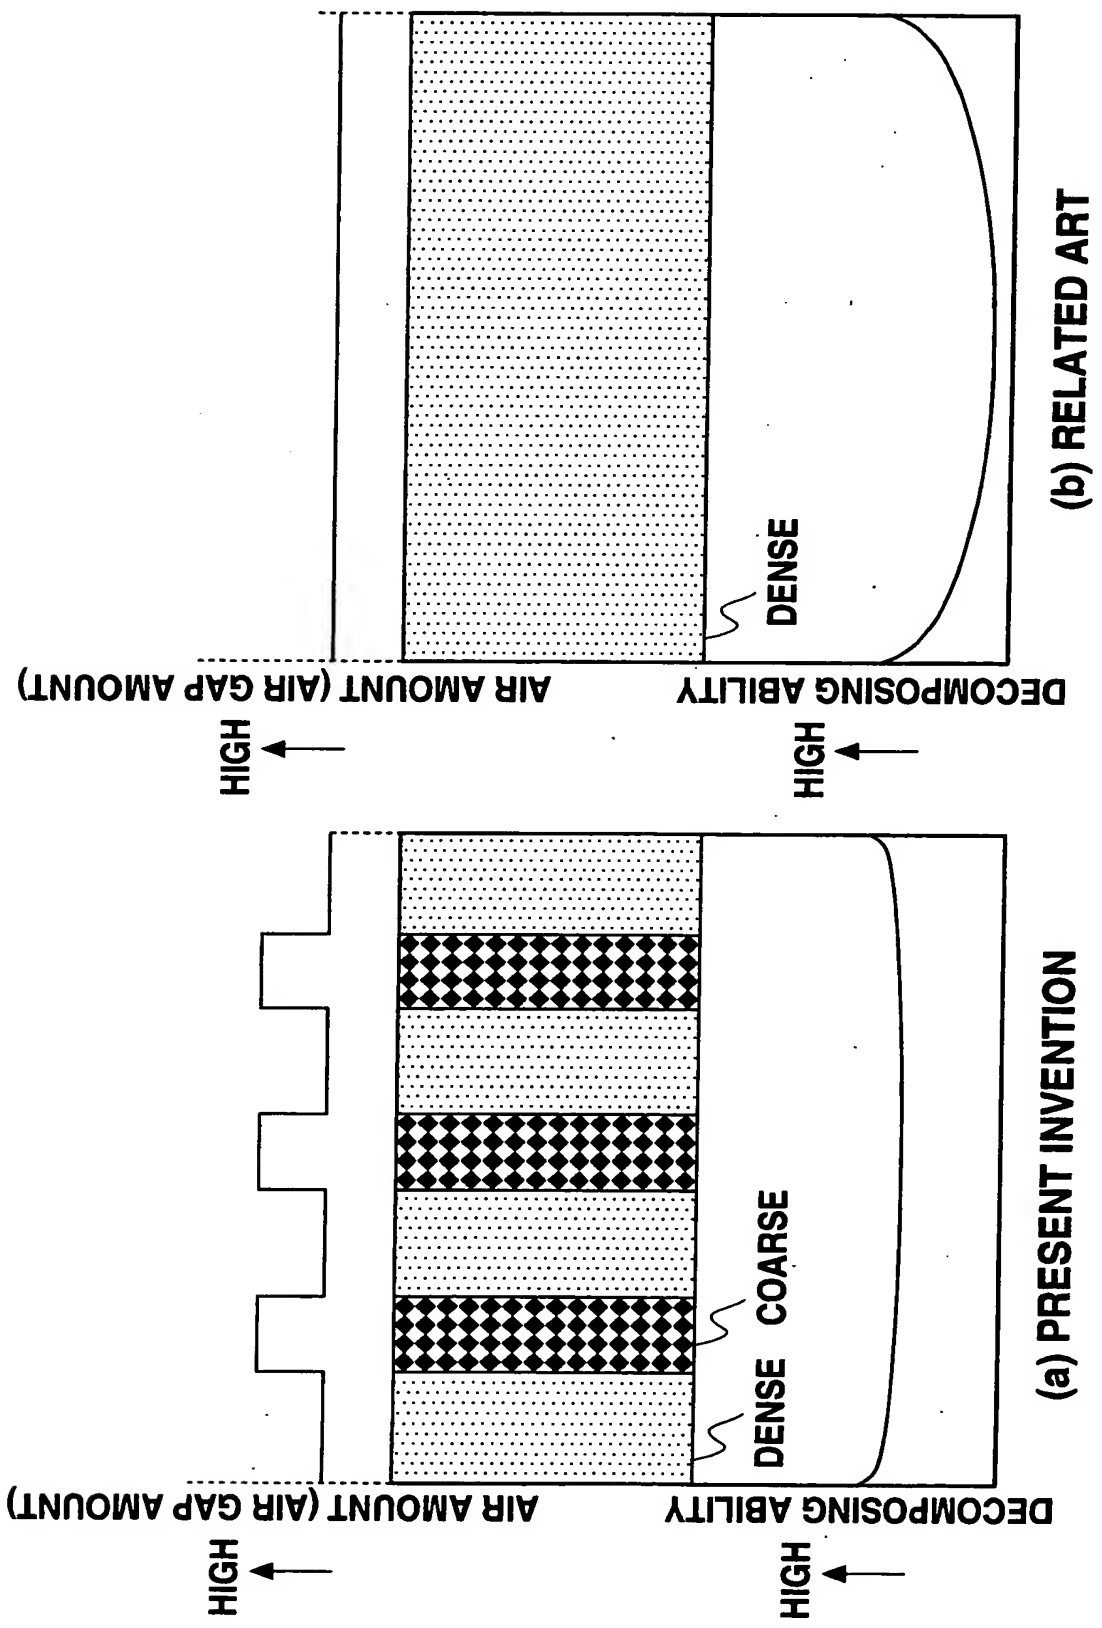 HIGH
AIR AMOUNT (AIR GAP AMOUNT)
DENSE
COARSE
HIGH
DECOMPOSING ABILITY
(a) PRESENT INVENTION
HIGH
AIR AMOUNT (AIR GAP AMOUNT)
DENSE
HIGH
DECOMPOSING ABILITY
(b) RELATED ART